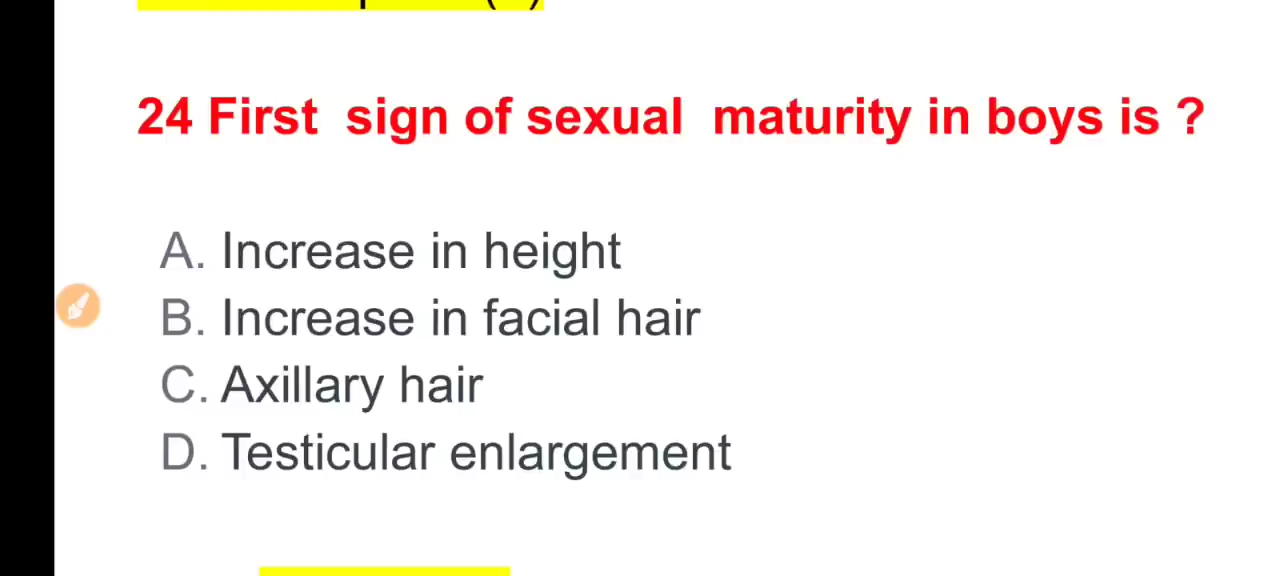 24 First sign of sexual maturity in boys is ?
A. Increase in height
B. Increase in facial hair
C. Axillary hair
D. Testicular enlargement